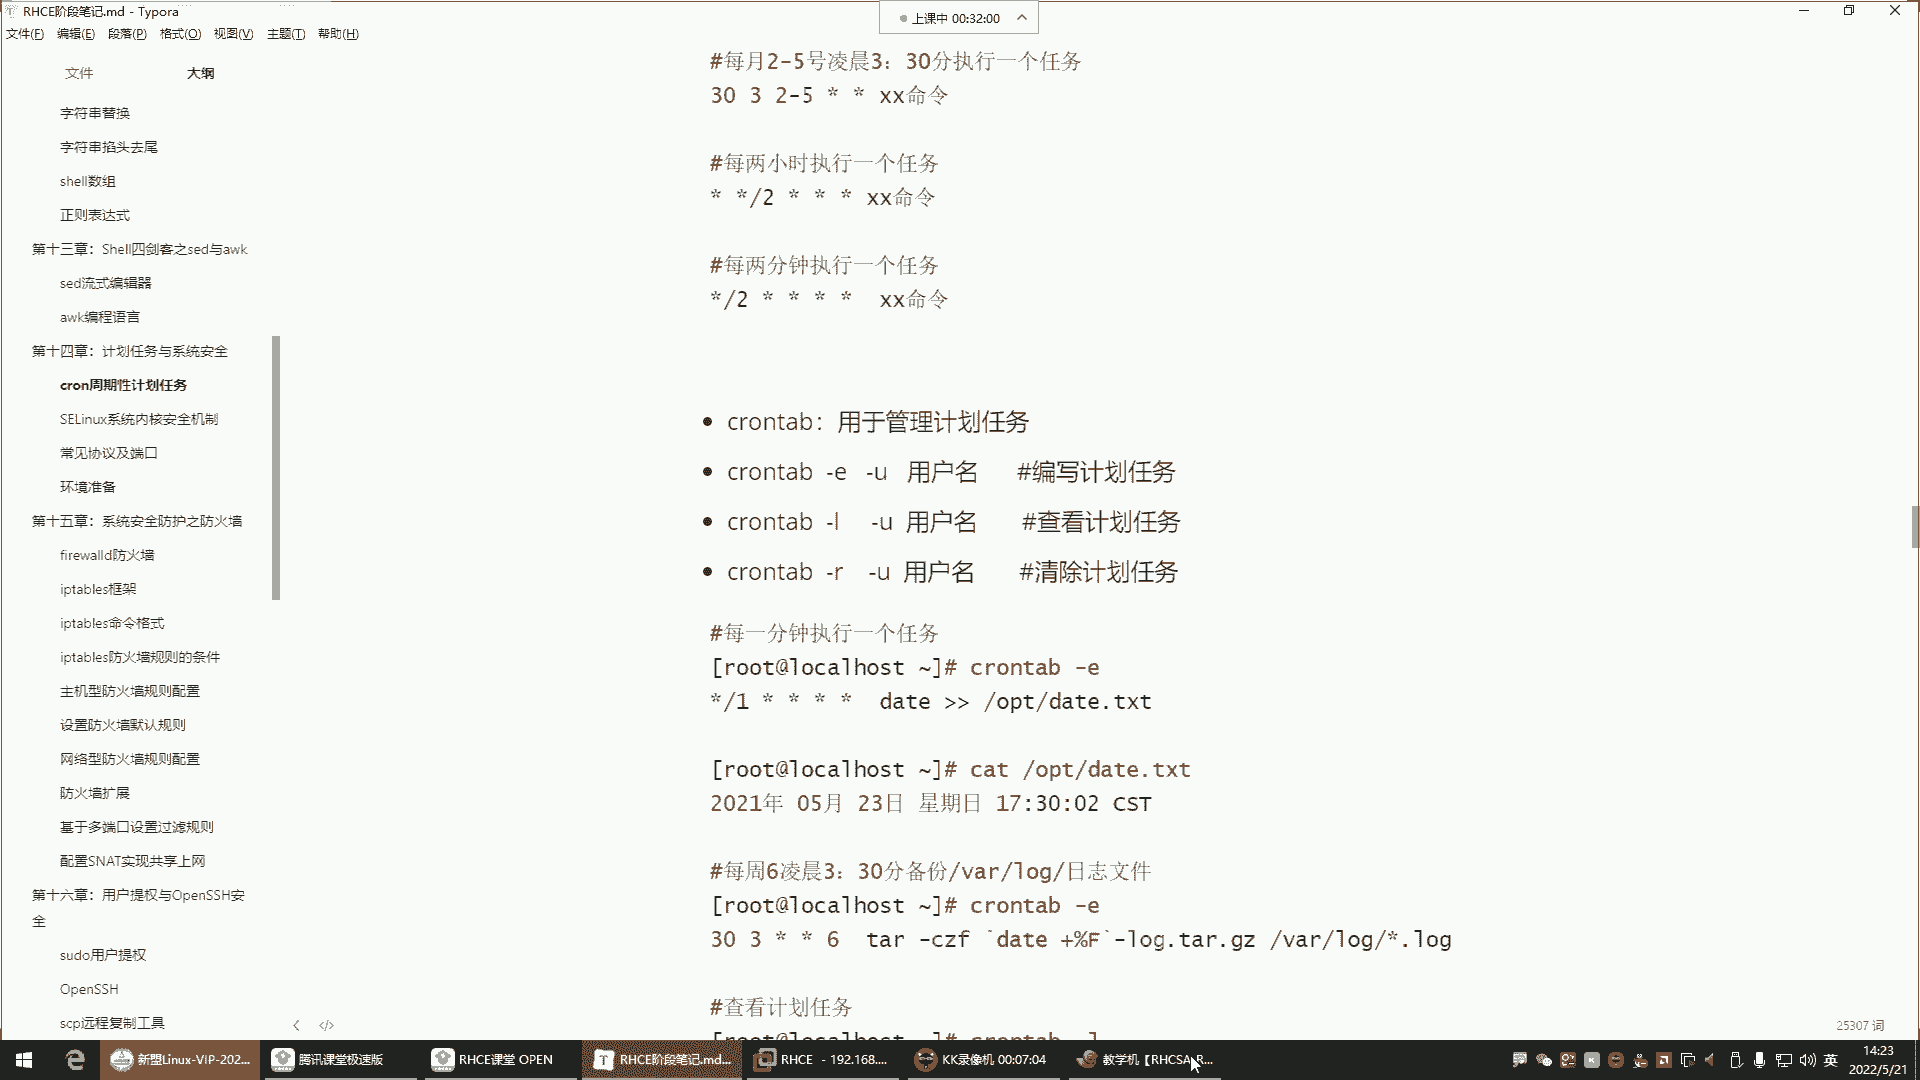 RHCE阶段笔记.md - Typora
上课中 00:32:00
文件(F) 编辑(E) 段落(P) 格式(O) 视图(V) 主题(T) 帮助(H)
文件 大纲
字符串替换
字符串掐头去尾
shell数组
正则表达式
第十三章：Shell四剑客之sed与awk
sed流式编辑器
awk编程语言
第十四章：计划任务与系统安全
cron周期性计划任务
SELinux系统内核安全机制
常见协议及端口
环境准备
第十五章：系统安全防护之防火墙
firewalld防火墙
iptables框架
iptables命令格式
iptables防火墙规则的条件
主机型防火墙规则配置
设置防火墙默认规则
网络型防火墙规则配置
防火墙扩展
基于多端口设置过滤规则
配置SNAT实现共享上网
第十六章：用户提权与OpenSSH安
全
sudo用户提权
OpenSSH
scp远程复制工具
#每月2-5号凌晨3：30分执行一个任务
30 3 2-5 * * xx命令
#每两小时执行一个任务
* */2 * * * xx命令
#每两分钟执行一个任务
*/2 * * * * xx命令
crontab：用于管理计划任务
crontab -e -u 用户名 #编写计划任务
crontab -l -u 用户名 #查看计划任务
crontab -r -u 用户名 #清除计划任务
#每一分钟执行一个任务
[root@localhost ~]# crontab -e
*/1 * * * * date >> /opt/date.txt
[root@localhost ~]# cat /opt/date.txt
2021年 05月 23日 星期日 17:30:02 CST
#每周6凌晨3：30分备份/var/log/日志文件
[root@localhost ~]# crontab -e
30 3 * * 6 tar -czf `date +%F`-log.tar.gz /var/log/*.log
#查看计划任务
[root@localhost ~]# crontab -l
25307 词
新盟Linux-VIP-202...
腾讯课堂极速版
RHCE课堂 OPEN
RHCE阶段笔记.md...
RHCE - 192.168....
KK录像机 00:07:04
教学机【RHCSA R...
英
14:23
2022/5/21